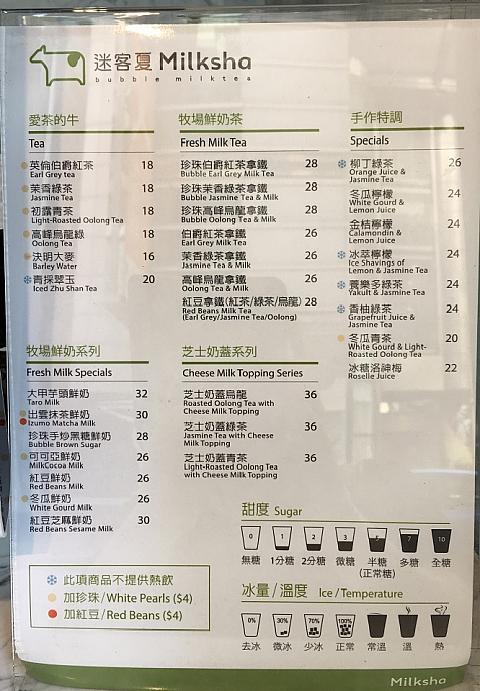 迷客夏 Milksha
bubble milktea
愛茶的牛
Tea
英倫伯爵紅茶 18
Earl Grey tea
茉香綠茶 18
Jasmine Tea
初露青茶 18
Light-Roasted Oolong Tea
高峰烏龍綠 18
Oolong Tea
決明大麥 16
Barley Water
青採翠玉 20
Iced Zhu Shan Tea
牧場鮮奶茶
Fresh Milk Tea
珍珠伯爵紅茶拿鐵 28
Bubble Earl Grey Milk Tea
珍珠茉香綠茶拿鐵 28
Bubble Jasmine Tea & Milk
珍珠高峰烏龍拿鐵 28
Bubble Oolong Tea & Milk
伯爵紅茶拿鐵 26
Earl Grey Milk Tea
茉香綠茶拿鐵 26
Jasmine Tea & Milk
高峰烏龍拿鐵 26
Oolong Tea & Milk
紅豆拿鐵(紅茶/綠茶/烏龍) 28
Red Beans Milk Tea
(Earl Grey/Jasmine Tea/Oolong)
手作特調
Specials
柳丁綠茶 26
Orange Juice &
Jasmine Tea
冬瓜檸檬 24
White Gourd &
Lemon Juice
金桔檸檬 24
Calamondin &
Lemon Juice
冰萃檸檬 24
Ice Shavings of
Lemon & Jasmine Tea
養樂多綠茶 24
Yakult & Jasmine Tea
香柚綠茶 24
Grapefruit Juice &
Jasmine Tea
冬瓜青茶 20
White Gourd & Light-
Roasted Oolong Tea
冰糖洛神梅 22
Roselle Juice
牧場鮮奶系列
Fresh Milk Specials
大甲芋頭鮮奶 32
Taro Milk
出雲抹茶鮮奶 30
Izumo Matcha Milk
珍珠手炒黑糖鮮奶 28
Bubble Brown Sugar
可可亞鮮奶 26
MilkCocoa Milk
紅豆鮮奶 26
Red Beans Milk
冬瓜鮮奶 26
White Gourd Milk
紅豆芝麻鮮奶 30
Red Beans Sesame Milk
芝士奶蓋系列
Cheese Milk Topping Series
芝士奶蓋烏龍 36
Roasted Oolong Tea with
Cheese Milk Topping
芝士奶蓋綠茶 36
Jasmine Tea with Cheese
Milk Topping
芝士奶蓋青茶 36
Light-Roasted Oolong Tea
with Cheese Milk Topping
此項商品不提供熱飲
加珍珠/White Pearls ($4)
加紅豆/Red Beans ($4)
甜度 Sugar
0 1 2 3 5 7 10
無糖 1分糖 2分糖 微糖 半糖 多糖 全糖
(正常糖)
冰量/溫度 Ice/Temperature
0% 30% 70% 100%
去冰 微冰 少冰 正常 常溫 溫 熱
Milksha